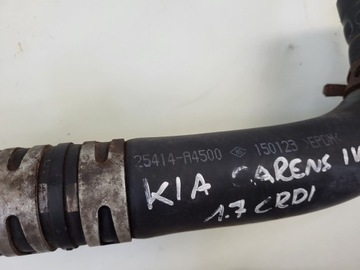 25414-A4500 150123 >EPDM<
KIA CARENS IV
1.7 CRDI